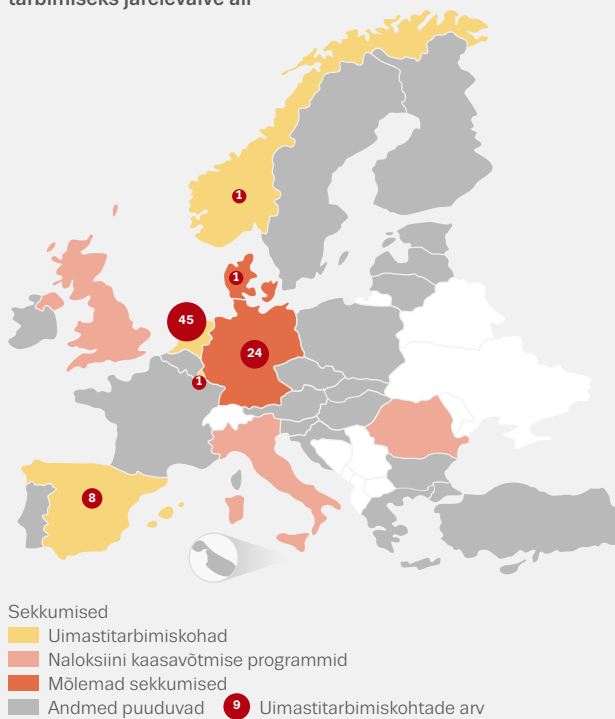 tarbimiseks järelevalve all
1
1
45
24
1
8
Sekkumised
Uimastitarbimiskohad
Naloksiini kaasavõtmise programmid
Mõlemad sekkumised
Andmed puuduvad 9 Uimastitarbimiskohtade arv